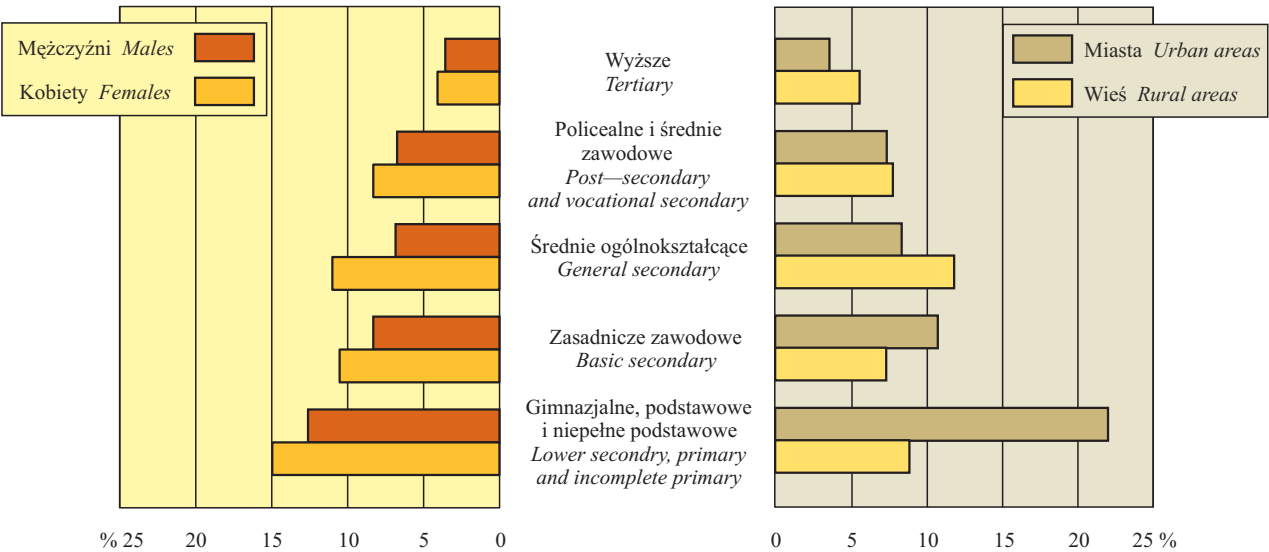 Mężczyźni Males
Kobiety Females
Wyższe
Tertiary
Policealne i średnie
zawodowe
Post—secondary
and vocational secondary
Średnie ogólnokształcące
General secondary
Zasadnicze zawodowe
Basic secondary
Gimnazjalne, podstawowe
i niepełne podstawowe
Lower secondry, primary
and incomplete primary
Miasta Urban areas
Wieś Rural areas
% 25 20 15 10 5 0
0 5 10 15 20 25 %